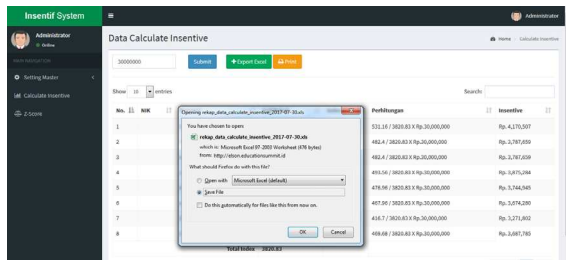 Insentif System
Administrator
Administrator
Online
Data Calculate Insentive
Home / Calculate Insentive
30000000
Submit
+ Export Excel
Print
Setting Master
Calculate Insentive
Z-Score
Show 10 entries
Search:
No.
NIK
Perhitungan
Insentive
1
531.16 / 3820.83 X Rp.30,000,000
Rp. 4,170,507
2
482.4 / 3820.83 X Rp.30,000,000
Rp. 3,787,659
3
482.4 / 3820.83 X Rp.30,000,000
Rp. 3,787,659
4
493.56 / 3820.83 X Rp.30,000,000
Rp. 3,875,284
5
476.96 / 3820.83 X Rp.30,000,000
Rp. 3,744,945
6
467.96 / 3820.83 X Rp.30,000,000
Rp. 3,674,280
7
416.7 / 3820.83 X Rp.30,000,000
Rp. 3,271,802
8
469.68 / 3820.83 X Rp.30,000,000
Rp. 3,687,785
Total Index 3820.83
Opening rekap_data_calculate_insentive_2017-07-30.xls
You have chosen to open:
rekap_data_calculate_insentive_2017-07-30.xls
which is: Microsoft Excel 97-2003 Worksheet (476 bytes)
What should Firefox do with this file?
Open with
Microsoft Excel (default)
Save File
Do this automatically for files like this from now on.
OK
Cancel